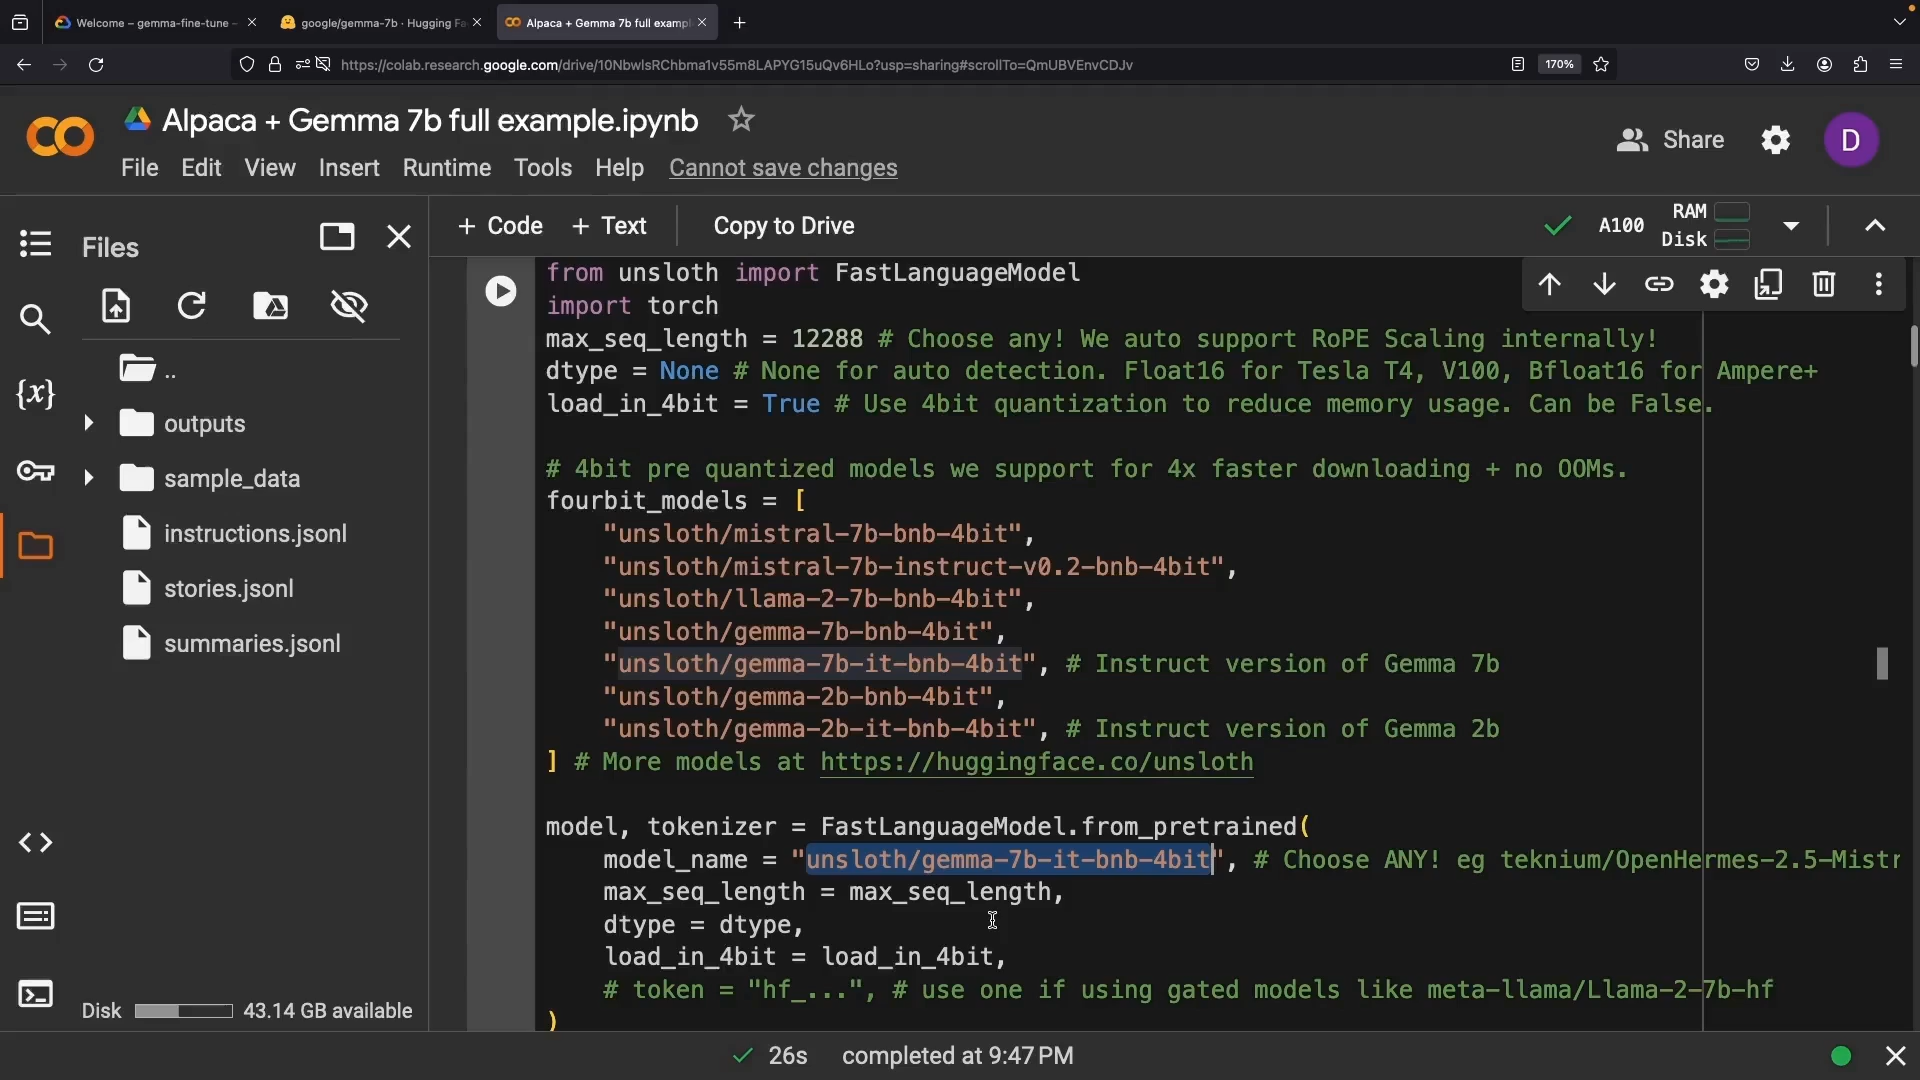 Welcome – gemma-fine-tune –
google/gemma-7b · Hugging Fa
Alpaca + Gemma 7b full exampl
https://colab.research.google.com/drive/10NbwlsRChbma1v55m8LAPYG15uQv6HLo?usp=sharing#scrollTo=QmUBVEnvCDJv
170%
Alpaca + Gemma 7b full example.ipynb
Share
D
File Edit View Insert Runtime Tools Help Cannot save changes
Files
+ Code + Text Copy to Drive
A100
RAM
Disk
..
outputs
sample_data
instructions.jsonl
stories.jsonl
summaries.jsonl
Disk 43.14 GB available
{x}
from unsloth import FastLanguageModel
import torch
max_seq_length = 12288 # Choose any! We auto support RoPE Scaling internally!
dtype = None # None for auto detection. Float16 for Tesla T4, V100, Bfloat16 for Ampere+
load_in_4bit = True # Use 4bit quantization to reduce memory usage. Can be False.
# 4bit pre quantized models we support for 4x faster downloading + no OOMs.
fourbit_models = [
"unsloth/mistral-7b-bnb-4bit",
"unsloth/mistral-7b-instruct-v0.2-bnb-4bit",
"unsloth/llama-2-7b-bnb-4bit",
"unsloth/gemma-7b-bnb-4bit",
"unsloth/gemma-7b-it-bnb-4bit", # Instruct version of Gemma 7b
"unsloth/gemma-2b-bnb-4bit",
"unsloth/gemma-2b-it-bnb-4bit", # Instruct version of Gemma 2b
] # More models at https://huggingface.co/unsloth
model, tokenizer = FastLanguageModel.from_pretrained(
model_name = "unsloth/gemma-7b-it-bnb-4bit", # Choose ANY! eg teknium/OpenHermes-2.5-Mistr
max_seq_length = max_seq_length,
dtype = dtype,
load_in_4bit = load_in_4bit,
# token = "hf_...", # use one if using gated models like meta-llama/Llama-2-7b-hf
)
26s completed at 9:47 PM